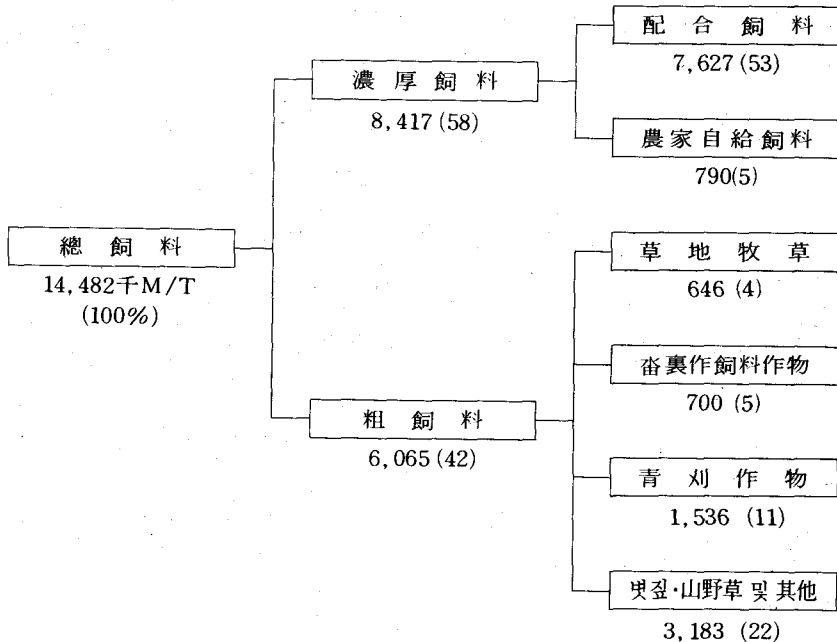 配合飼料
7,627 (53)
濃厚飼料
8,417 (58)
農家自給飼料
790(5)
總飼料
14,482千M/T
(100%)
草地牧草
646 (4)
畓裏作飼料作物
700 (5)
粗飼料
6,065 (42)
青刈作物
1,536 (11)
볏짚·山野草 및 其他
3,183 (22)